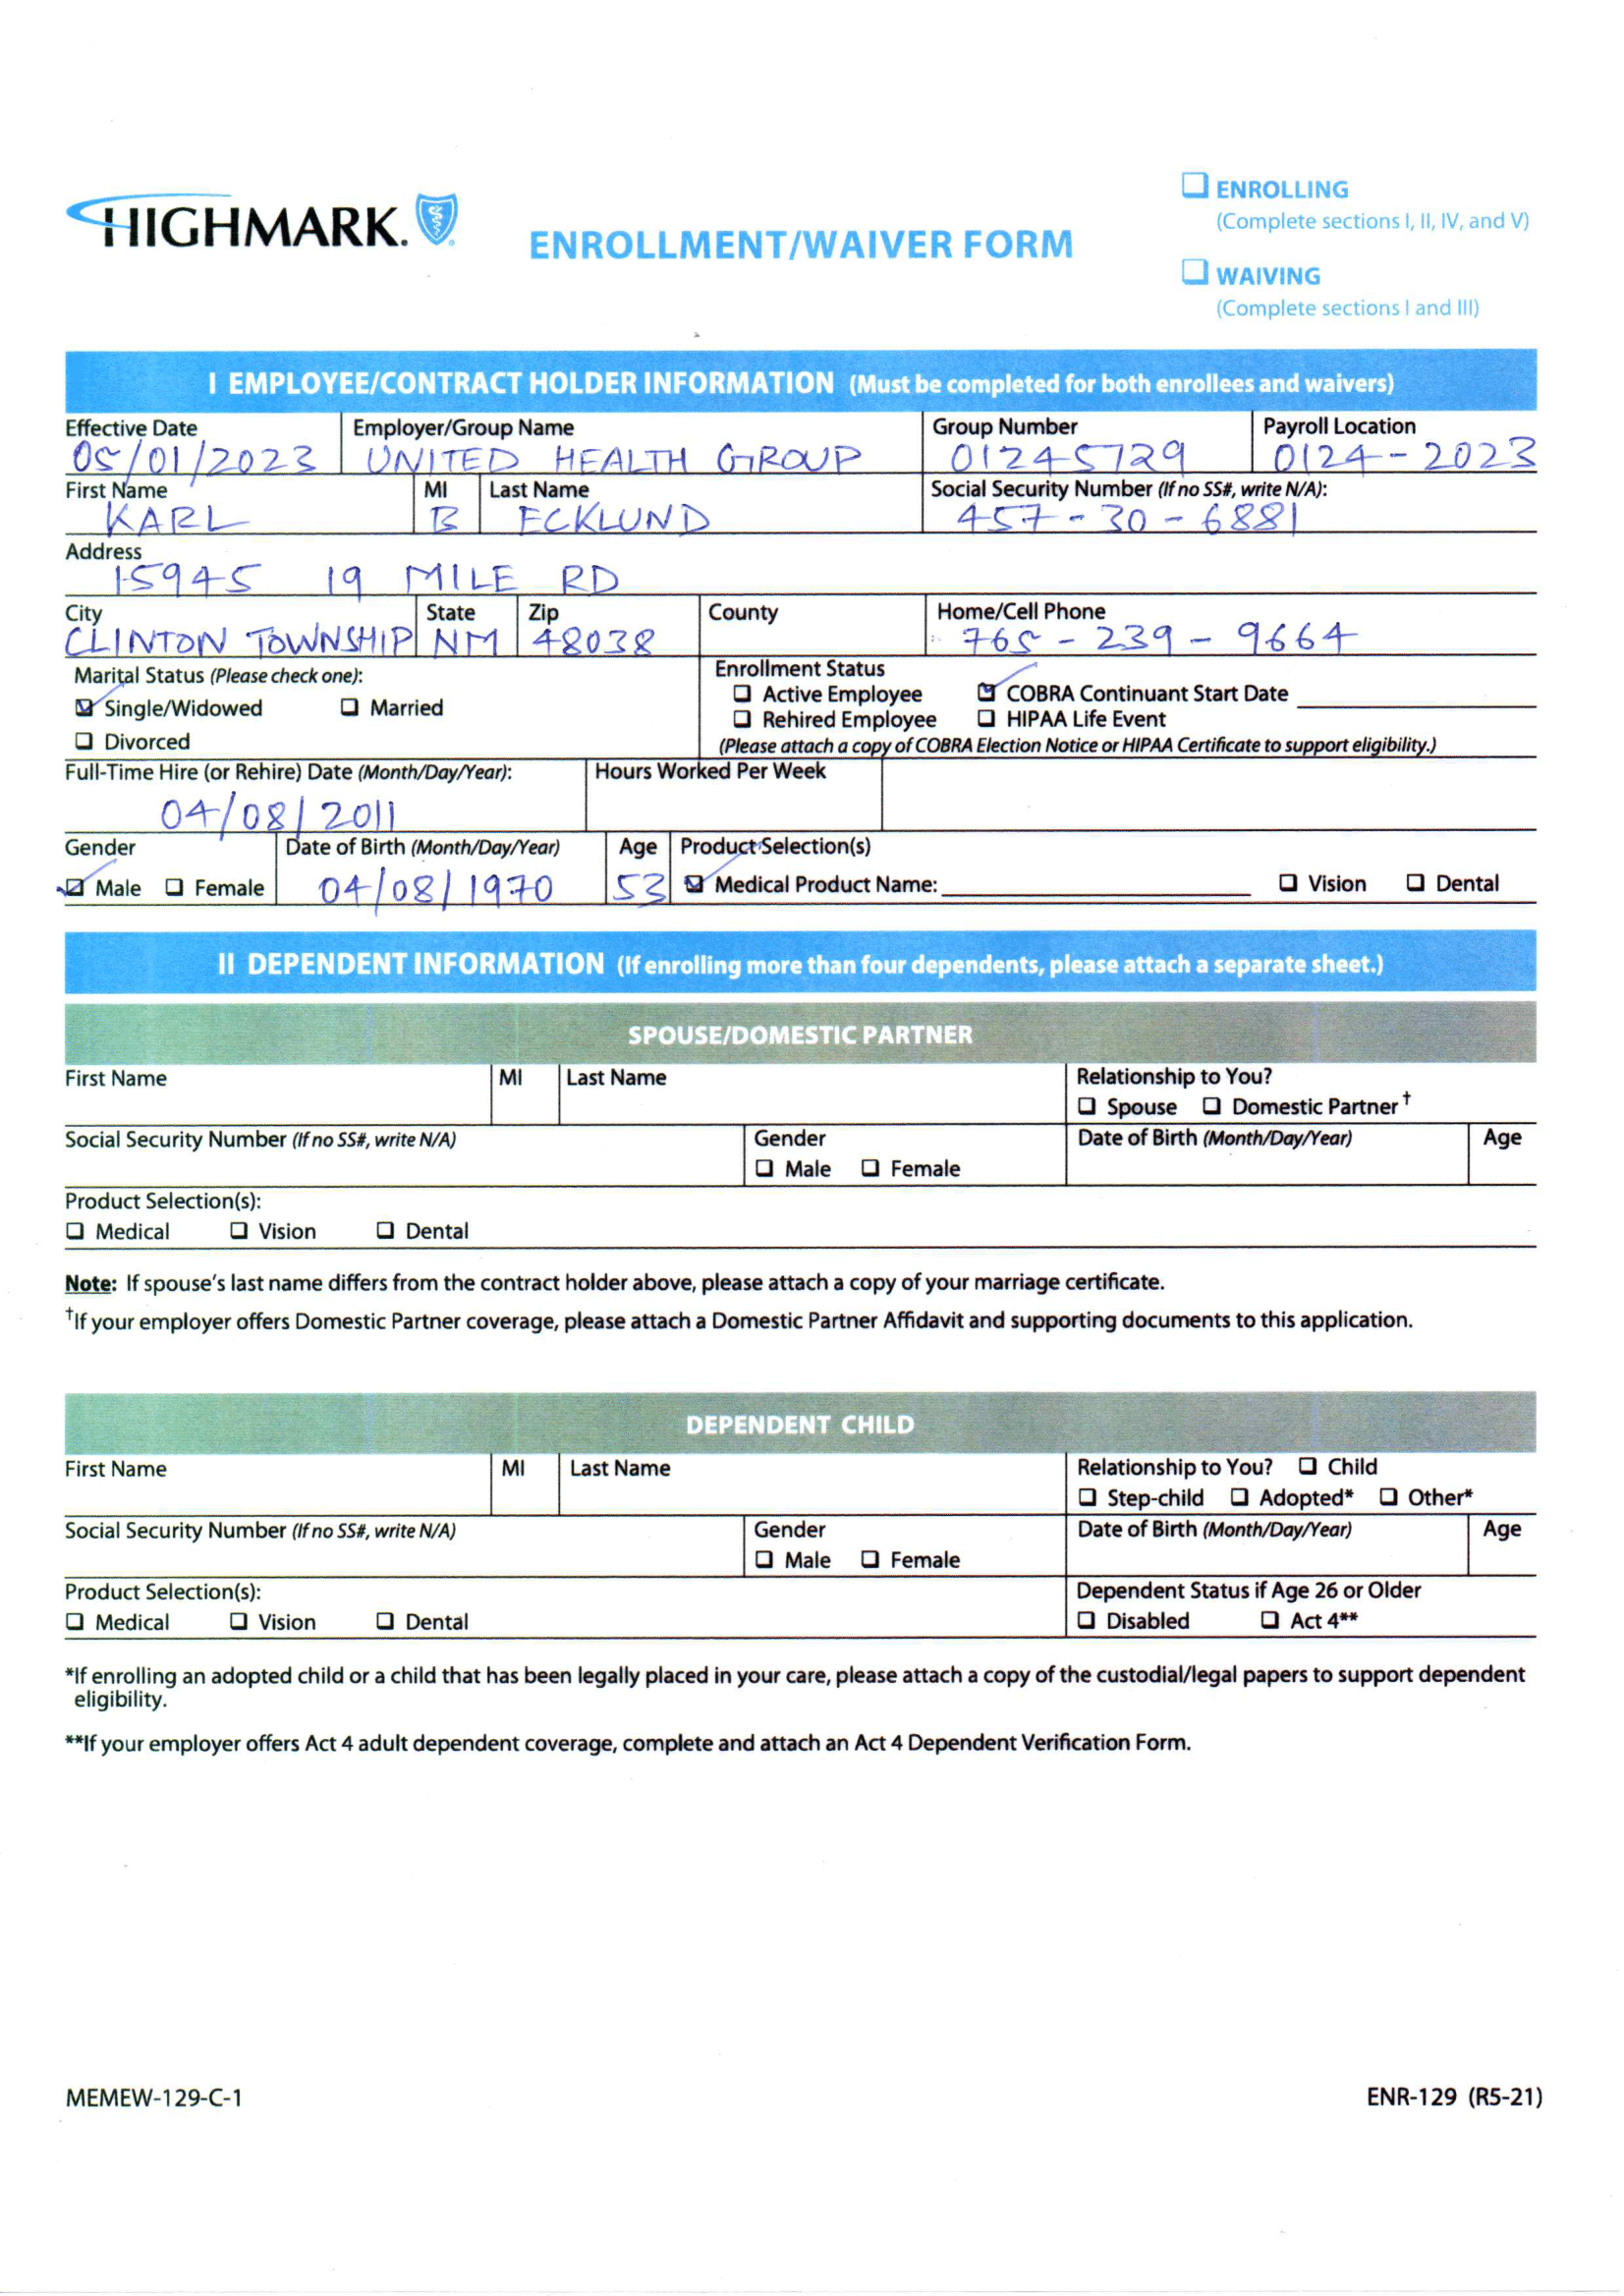 HIGHMARK.
ENROLLMENT/WAIVER FORM
ENROLLING
(Complete sections I, II, IV, and V)
WAIVING
(Complete sections I and III)
I EMPLOYEE/CONTRACT HOLDER INFORMATION (Must be completed for both enrollees and waivers)
Effective Date Employer/Group Name Group Number Payroll Location
05/01/2023 UNITED HEALTH GROUP 01245729 0124-2023
First Name MI Last Name Social Security Number (If no SS#, write N/A):
KARL B ECKLUND 457-30-6881
Address
15945 19 MILE RD
City State Zip County Home/Cell Phone
CLINTON TOWNSHIP NM 48038 765-239-9664
Marital Status (Please check one): Enrollment Status
Single/Widowed Married Active Employee COBRA Continuant Start Date
Rehired Employee HIPAA Life Event
Divorced (Please attach a copy of COBRA Election Notice or HIPAA Certificate to support eligibility.)
Full-Time Hire (or Rehire) Date (Month/Day/Year): Hours Worked Per Week
04/08/2011
Gender Date of Birth (Month/Day/Year) Age Product Selection(s)
Male Female 04/08/1970 53 Medical Product Name: Vision Dental
II DEPENDENT INFORMATION (If enrolling more than four dependents, please attach a separate sheet.)
SPOUSE/DOMESTIC PARTNER
First Name MI Last Name Relationship to You?
Spouse Domestic Partner†
Social Security Number (If no SS#, write N/A) Gender Date of Birth (Month/Day/Year) Age
Male Female
Product Selection(s):
Medical Vision Dental
Note: If spouse's last name differs from the contract holder above, please attach a copy of your marriage certificate.
†If your employer offers Domestic Partner coverage, please attach a Domestic Partner Affidavit and supporting documents to this application.
DEPENDENT CHILD
First Name MI Last Name Relationship to You? Child
Step-child Adopted* Other*
Social Security Number (If no SS#, write N/A) Gender Date of Birth (Month/Day/Year) Age
Male Female
Product Selection(s): Dependent Status if Age 26 or Older
Medical Vision Dental Disabled Act 4**
*If enrolling an adopted child or a child that has been legally placed in your care, please attach a copy of the custodial/legal papers to support dependent
eligibility.
**If your employer offers Act 4 adult dependent coverage, complete and attach an Act 4 Dependent Verification Form.
MEMEW-129-C-1 ENR-129 (R5-21)